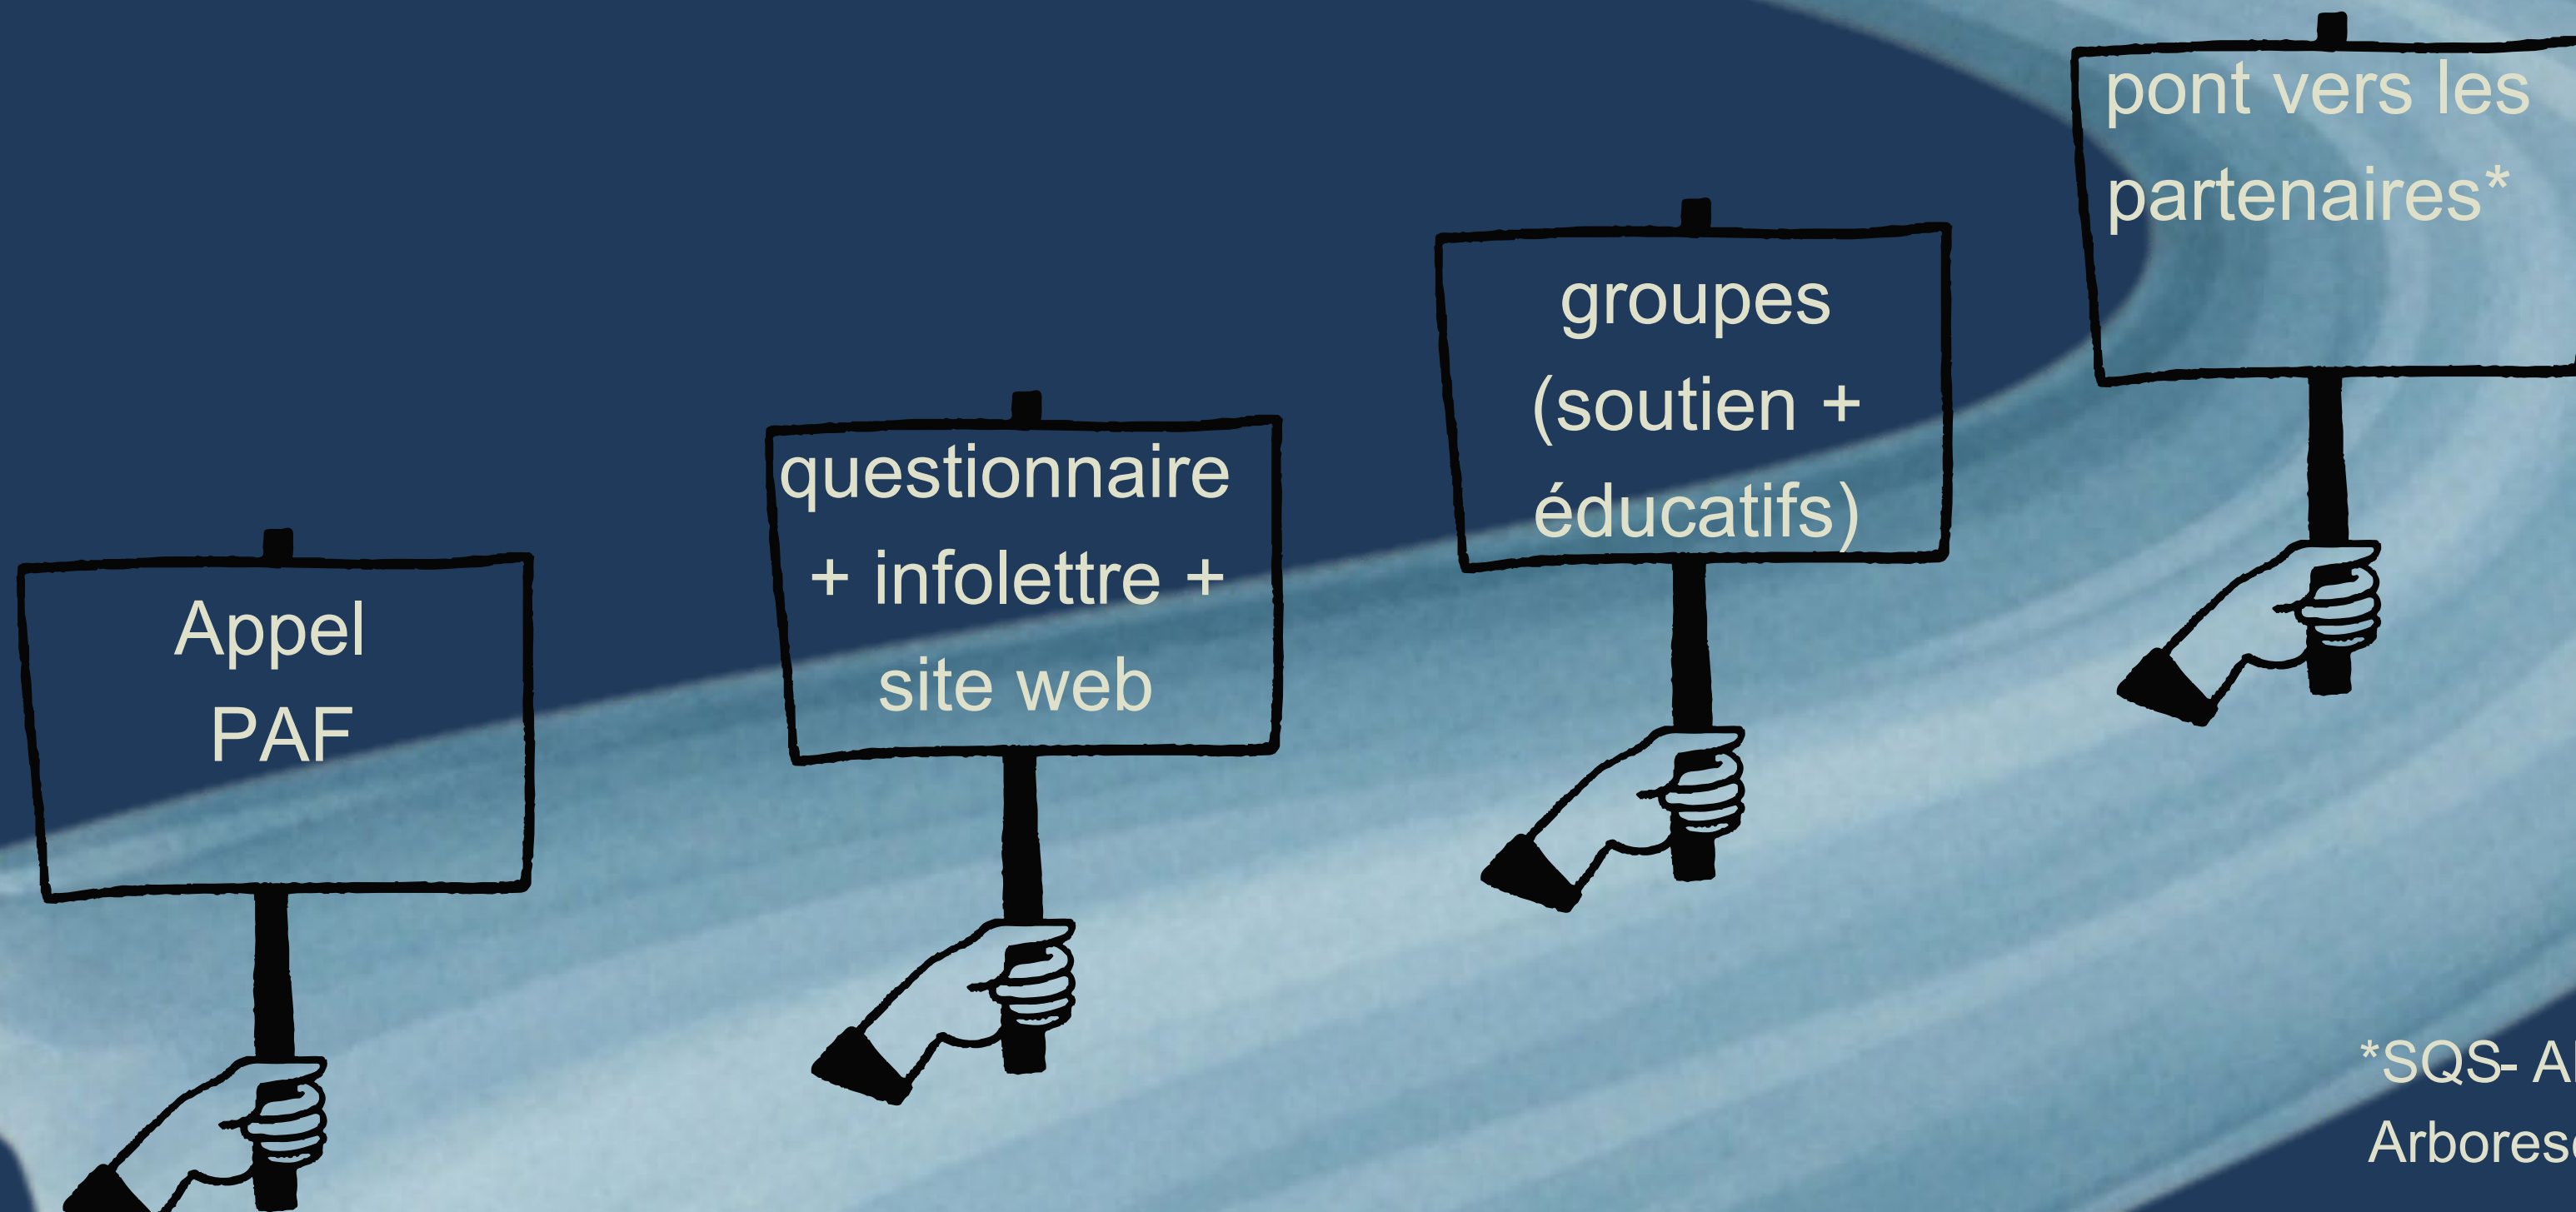 Appel
PAF
questionnaire
+ infolettre +
site web
groupes
(soutien +
éducatifs)
pont vers les
partenaires*
*SQS-